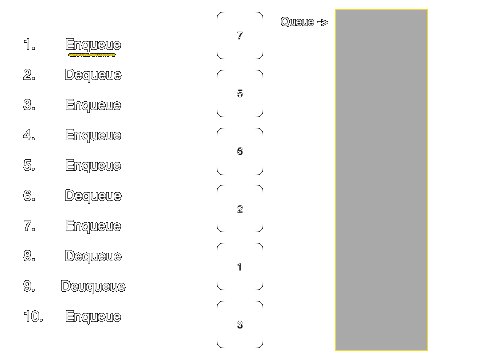 1. Enqueue
2. Dequeue
3. Enqueue
4. Enqueue
5. Enqueue
6. Dequeue
7. Enqueue
8. Dequeue
9. Deuqueue
10. Enqueue
7
5
6
2
1
3
Queue ->